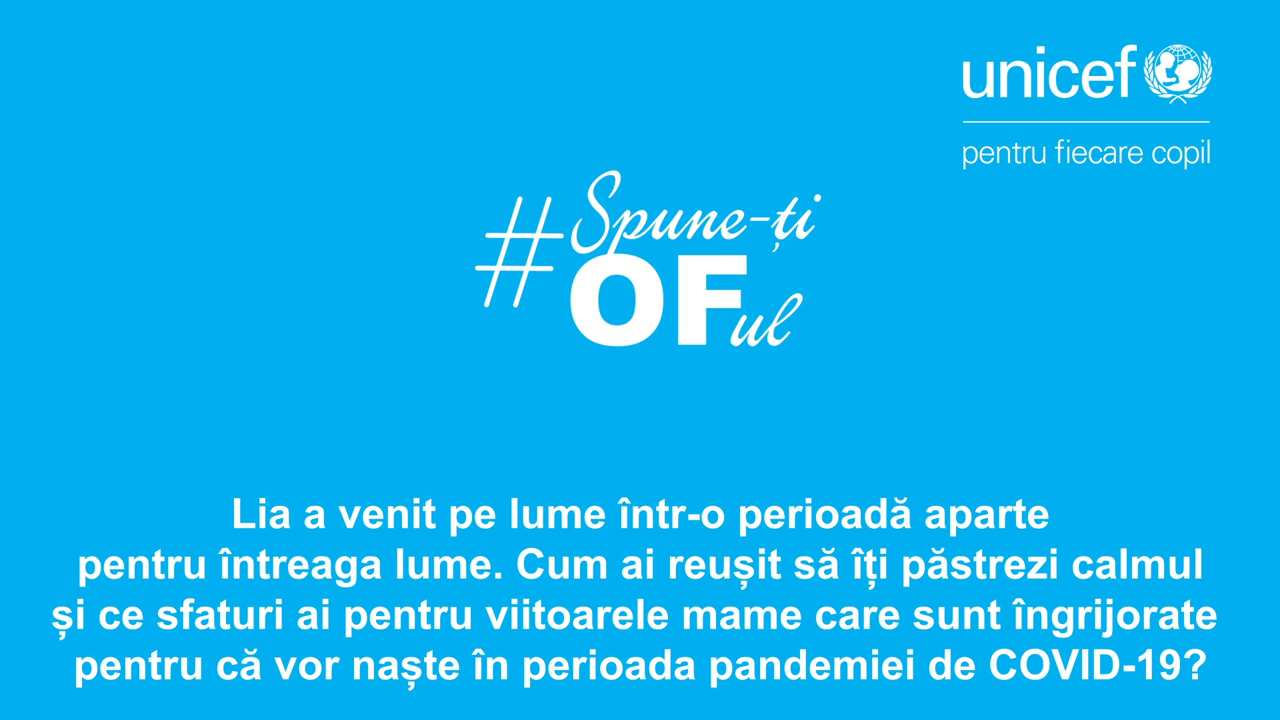 unicef
pentru fiecare copil
#Spune-ți
OFul
Lia a venit pe lume într-o perioadă aparte
pentru întreaga lume. Cum ai reușit să îți păstrezi calmul
și ce sfaturi ai pentru viitoarele mame care sunt îngrijorate
pentru că vor naște în perioada pandemiei de COVID-19?